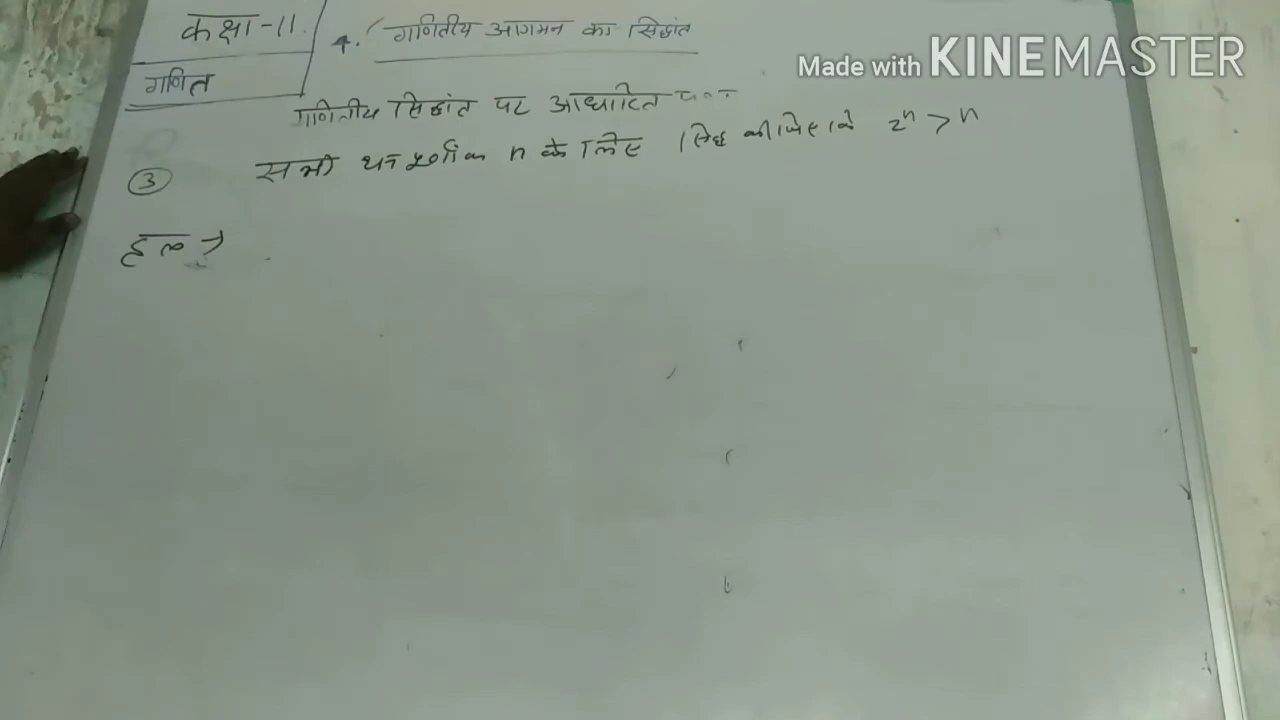 कक्षा-11
गणित
4. गणितीय आगमन का सिद्धांत
Made with KINEMASTER
गणितीय सिद्धांत पर आधारित
③ सभी धन पूर्णांक n के लिए सिद्ध कीजिए कि 2ⁿ > n
हल →